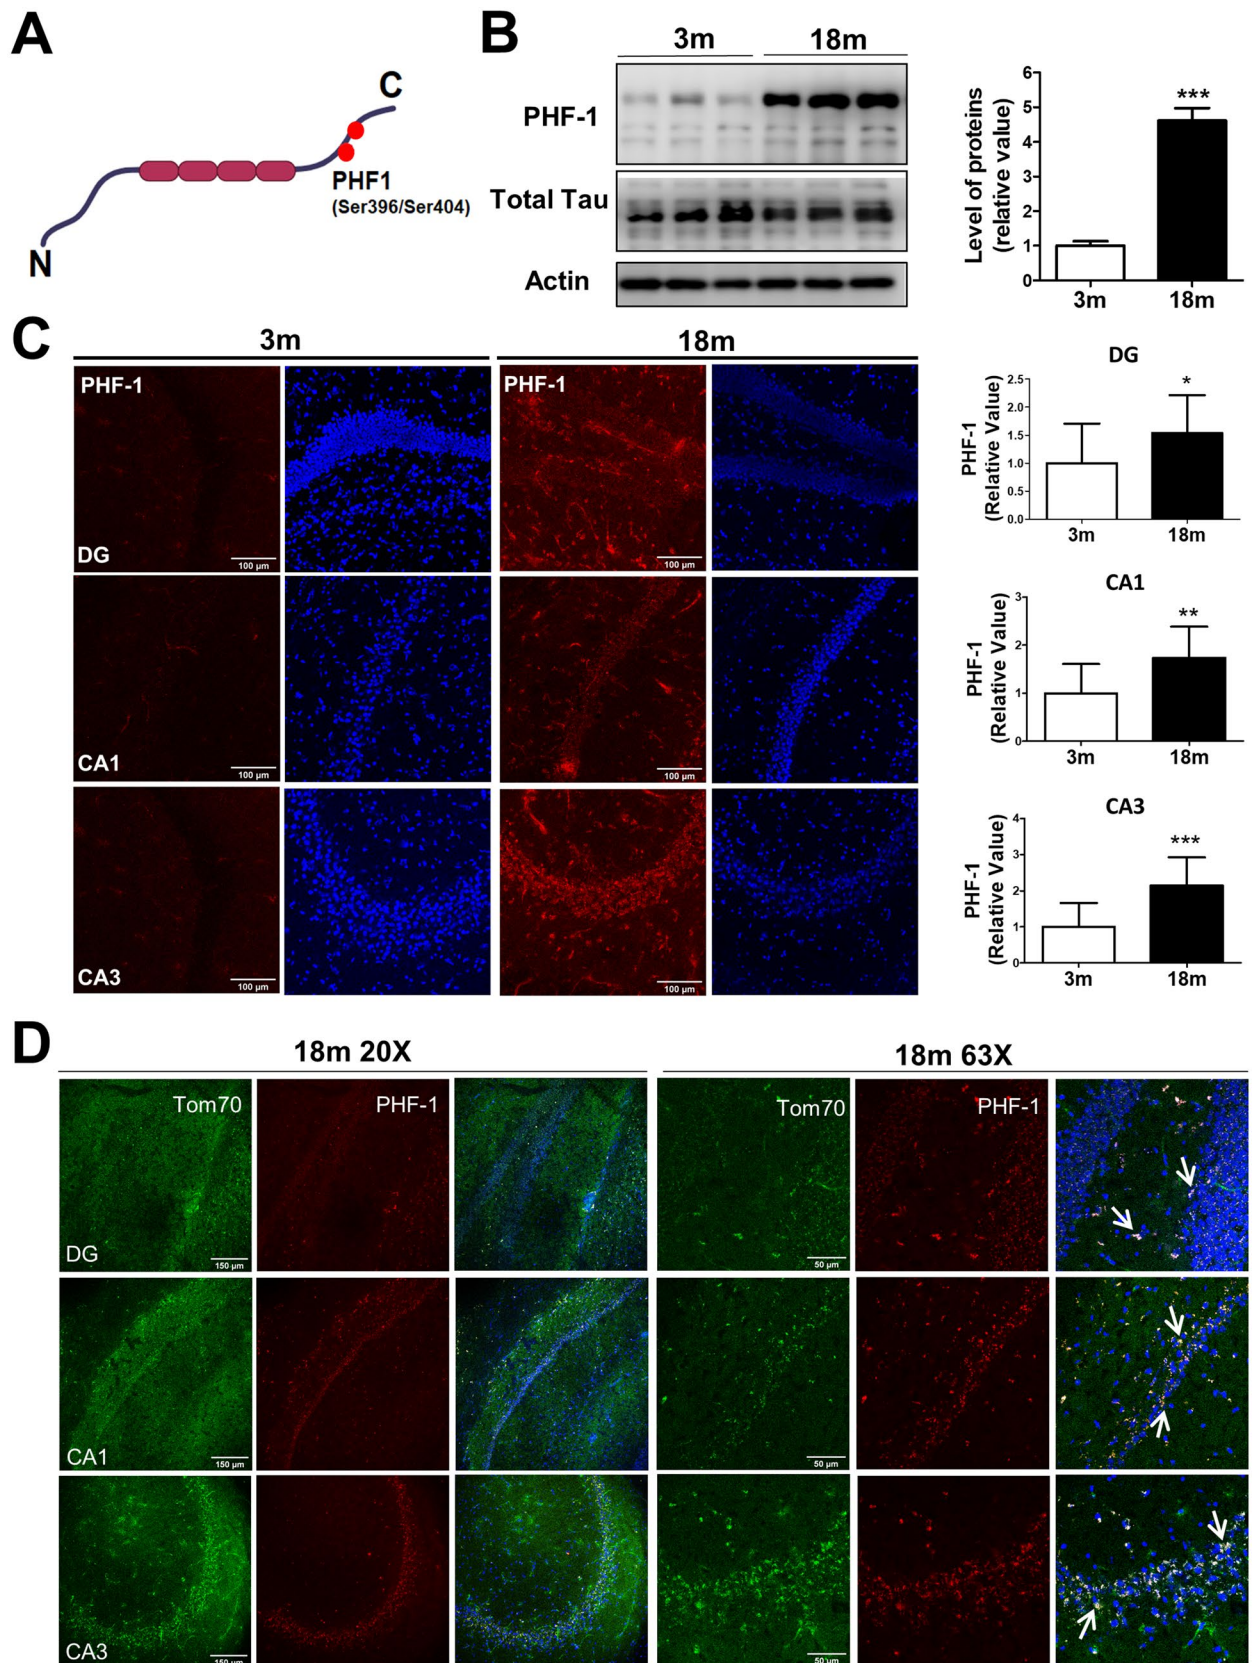 A
C
PHF1
(Ser396/Ser404)
N
B
3m 18m
PHF-1
Total Tau
Actin
Level of proteins
(relative value)
6
5
4
3
2
1
0
***
3m 18m
C
3m 18m
PHF-1 PHF-1
DG
100 µm 100 µm
CA1
100 µm 100 µm
CA3
100 µm 100 µm
DG
PHF-1
(Relative Value)
2.5
2.0
1.5
1.0
0.5
0.0
*
3m 18m
CA1
PHF-1
(Relative Value)
3
2
1
0
**
3m 18m
CA3
PHF-1
(Relative Value)
4
3
2
1
0
***
3m 18m
D
18m 20X 18m 63X
Tom70 PHF-1 Tom70 PHF-1
DG
150 µm 50 µm
CA1
150 µm 50 µm
CA3
150 µm 50 µm